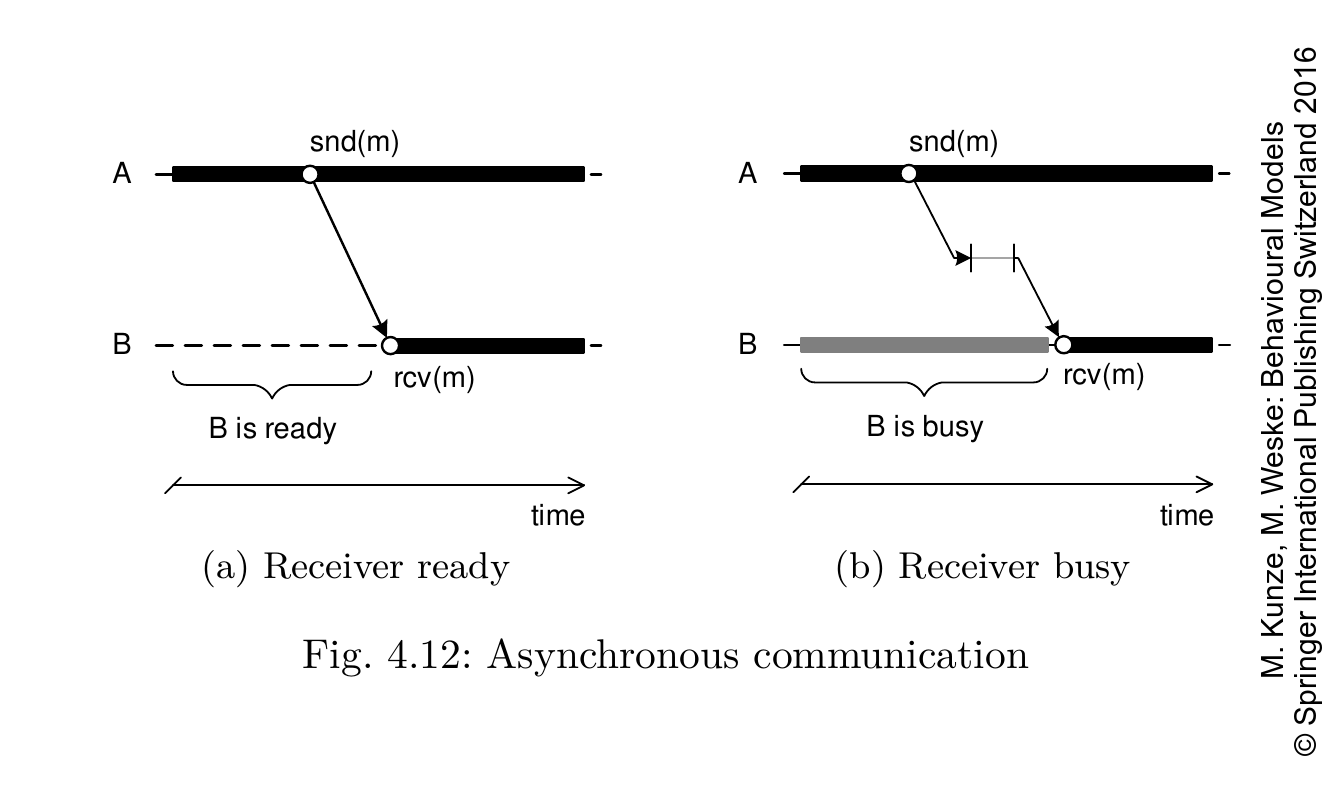 snd(m)
A
B
rcv(m)
B is ready
time
(a) Receiver ready
snd(m)
A
B
rcv(m)
B is busy
time
(b) Receiver busy
Fig. 4.12: Asynchronous communication
M. Kunze, M. Weske: Behavioural Models
© Springer International Publishing Switzerland 2016